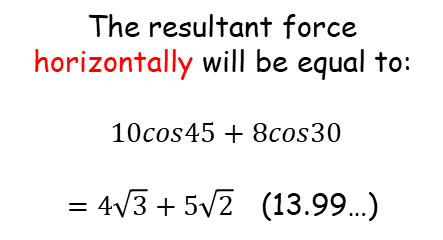 The resultant force
horizontally will be equal to:
10cos45 + 8cos30
= 4√3 + 5√2 (13.99…)